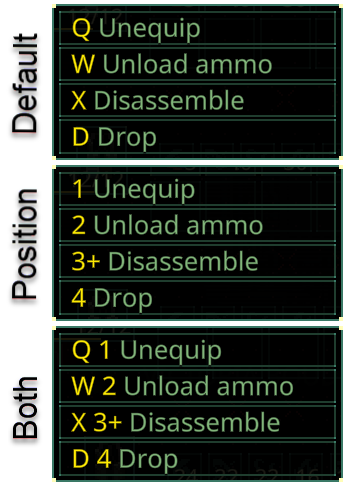 Default
Q Unequip
W Unload ammo
X Disassemble
D Drop
Position
1 Unequip
2 Unload ammo
3+ Disassemble
4 Drop
Both
Q 1 Unequip
W 2 Unload ammo
X 3+ Disassemble
D 4 Drop